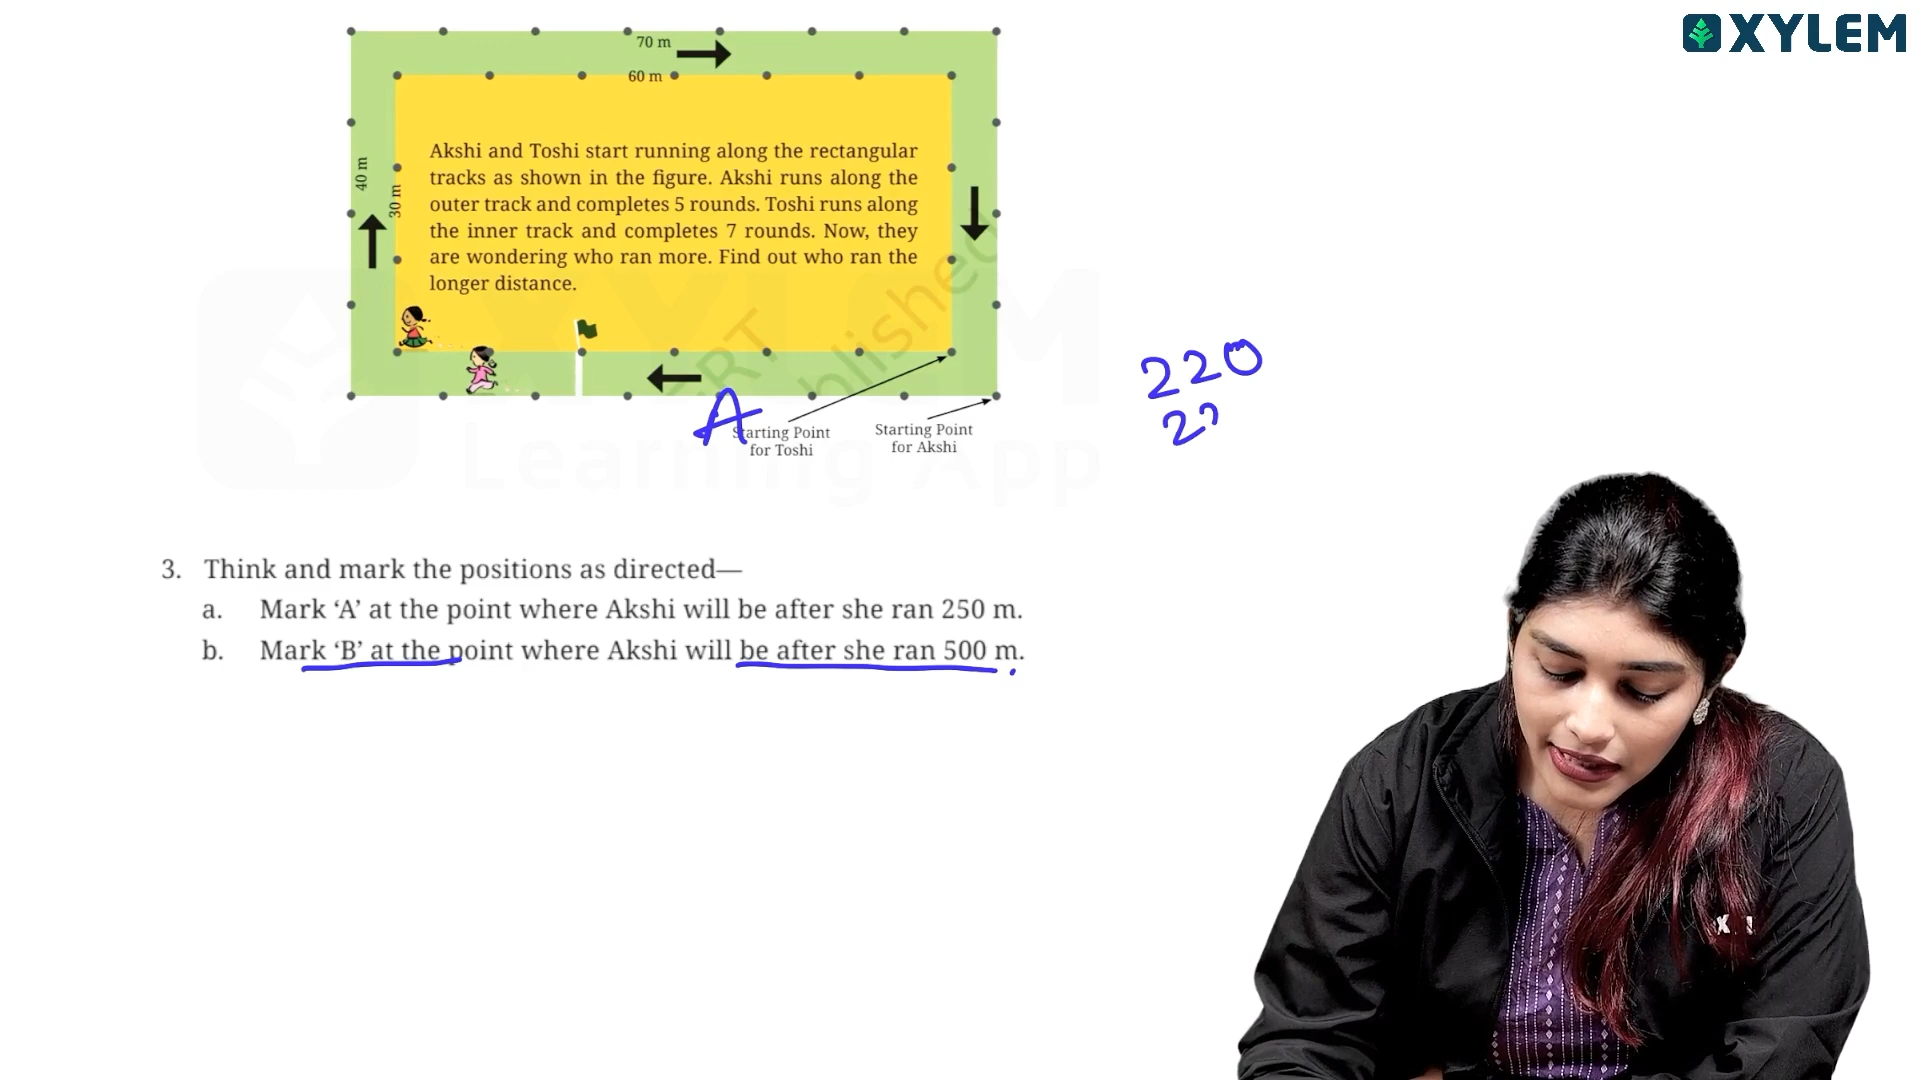 XYLEM
70 m
60 m
40 m
30 m
Akshi and Toshi start running along the rectangular
tracks as shown in the figure. Akshi runs along the
outer track and completes 5 rounds. Toshi runs along
the inner track and completes 7 rounds. Now, they
are wondering who ran more. Find out who ran the
longer distance.
A
220
22
Starting Point
for Toshi
Starting Point
for Akshi
XYLEM
Learning App
3. Think and mark the positions as directed—
a. Mark ‘A’ at the point where Akshi will be after she ran 250 m.
b. Mark ‘B’ at the point where Akshi will be after she ran 500 m.